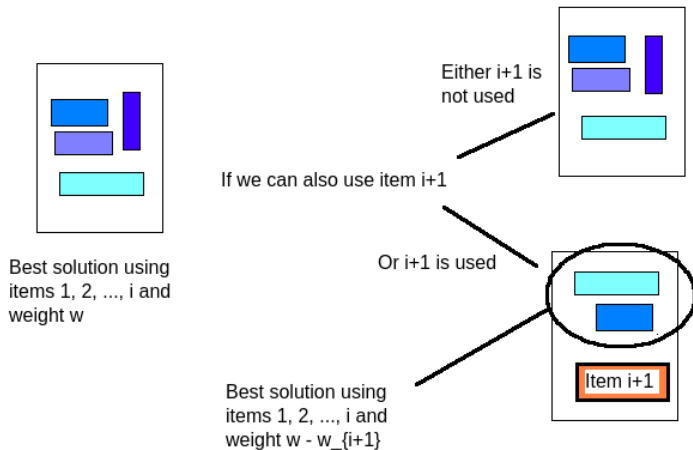 Best solution using
items 1, 2, ..., i and
weight w
If we can also use item i+1
Either i+1 is
not used
Or i+1 is used
Best solution using
items 1, 2, ..., i and
weight w - w_{i+1}
Item i+1